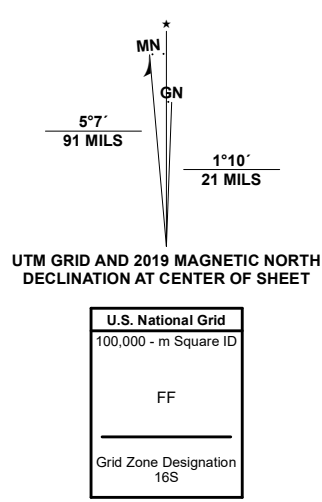 MN
GN
5°7´
91 MILS
1°10´
21 MILS
UTM GRID AND 2019 MAGNETIC NORTH
DECLINATION AT CENTER OF SHEET
U.S. National Grid
100,000 - m Square ID
FF
Grid Zone Designation
16S